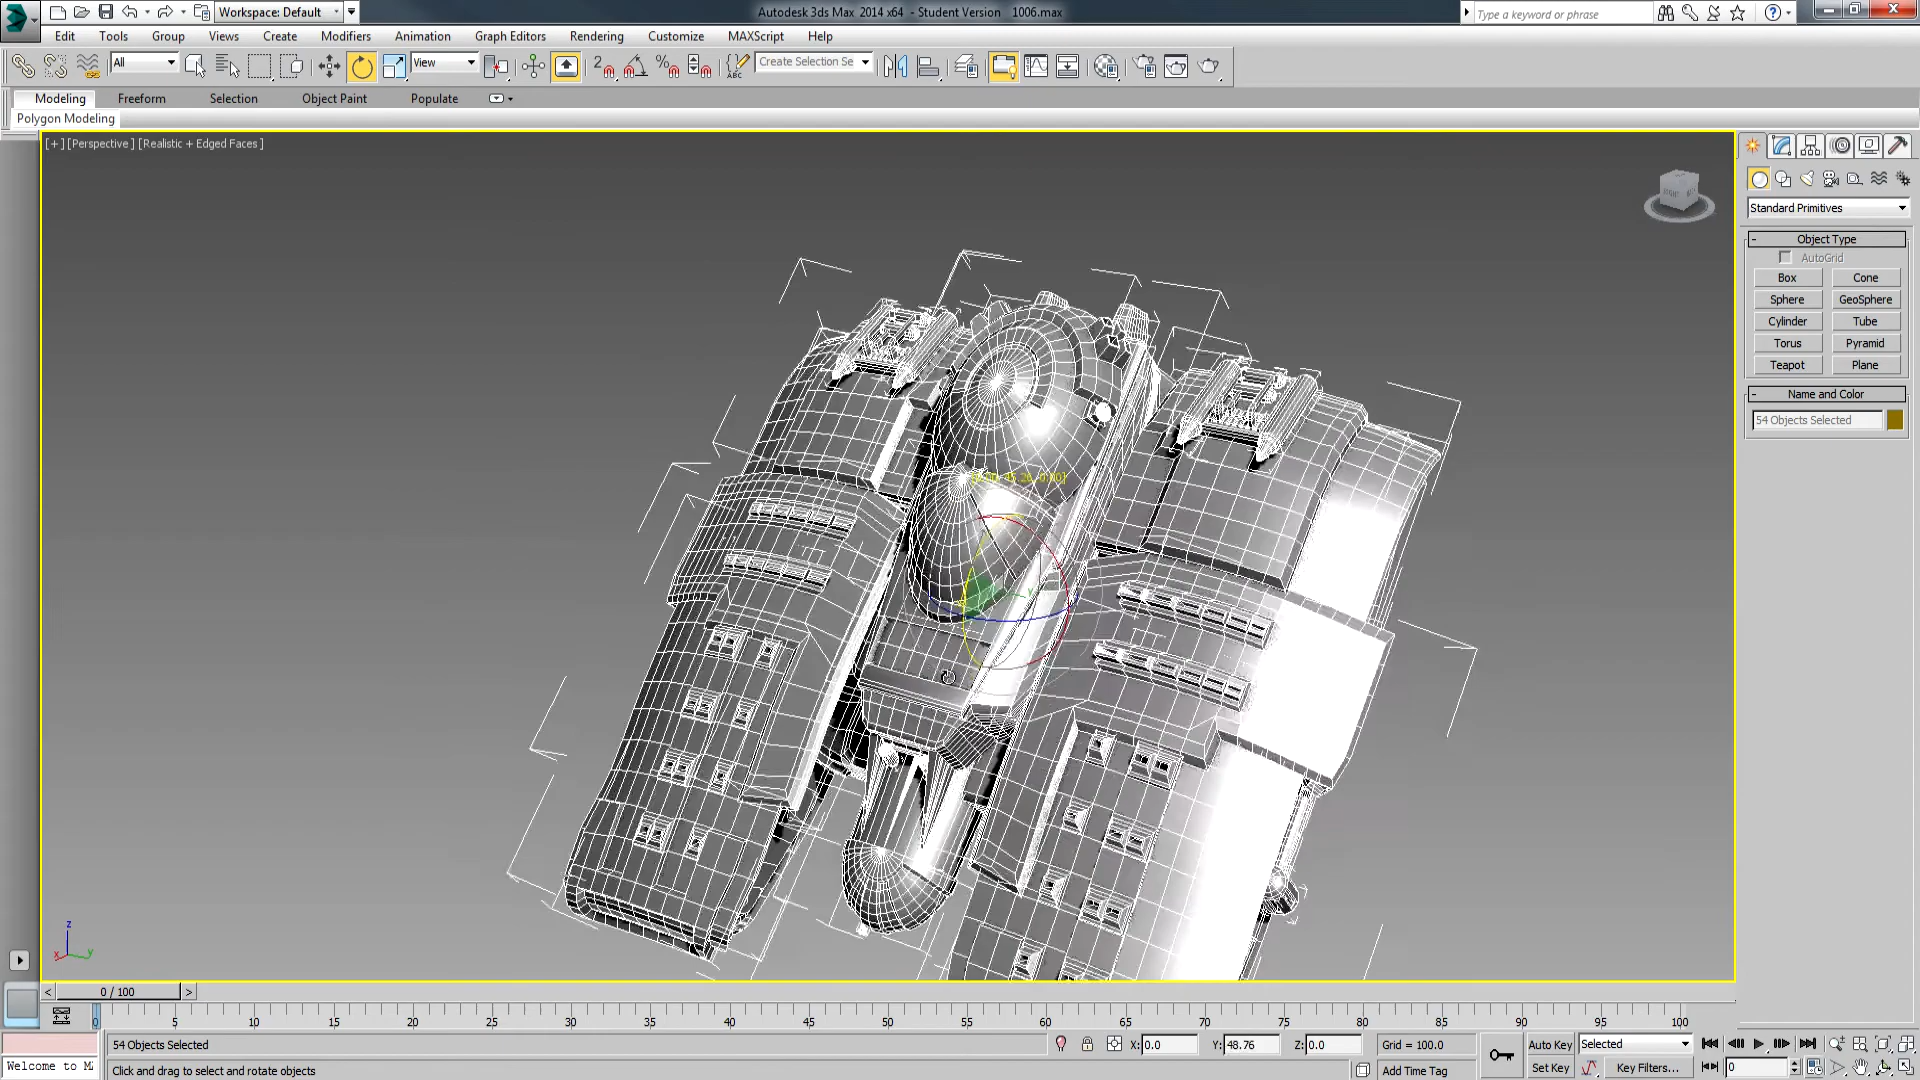 Workspace: Default
Autodesk 3ds Max 2014 x64 - Student Version 1006.max
Type a keyword or phrase
Edit Tools Group Views Create Modifiers Animation Graph Editors Rendering Customize MAXScript Help
All View Create Selection Se
Modeling Freeform Selection Object Paint Populate
Polygon Modeling
[+] [Perspective] [Realistic + Edged Faces]
Standard Primitives
Object Type
AutoGrid
Box Cone
Sphere GeoSphere
Cylinder Tube
Torus Pyramid
Teapot Plane
Name and Color
54 Objects Selected
z
x y
0 / 100
0 5 10 15 20 25 30 35 40 45 50 55 60 65 70 75 80 85 90 95 100
54 Objects Selected X: 0.0 Y: 48.76 Z: 0.0 Grid = 100.0 Auto Key Selected
Welcome to M Click and drag to select and rotate objects Add Time Tag Set Key Key Filters... 0